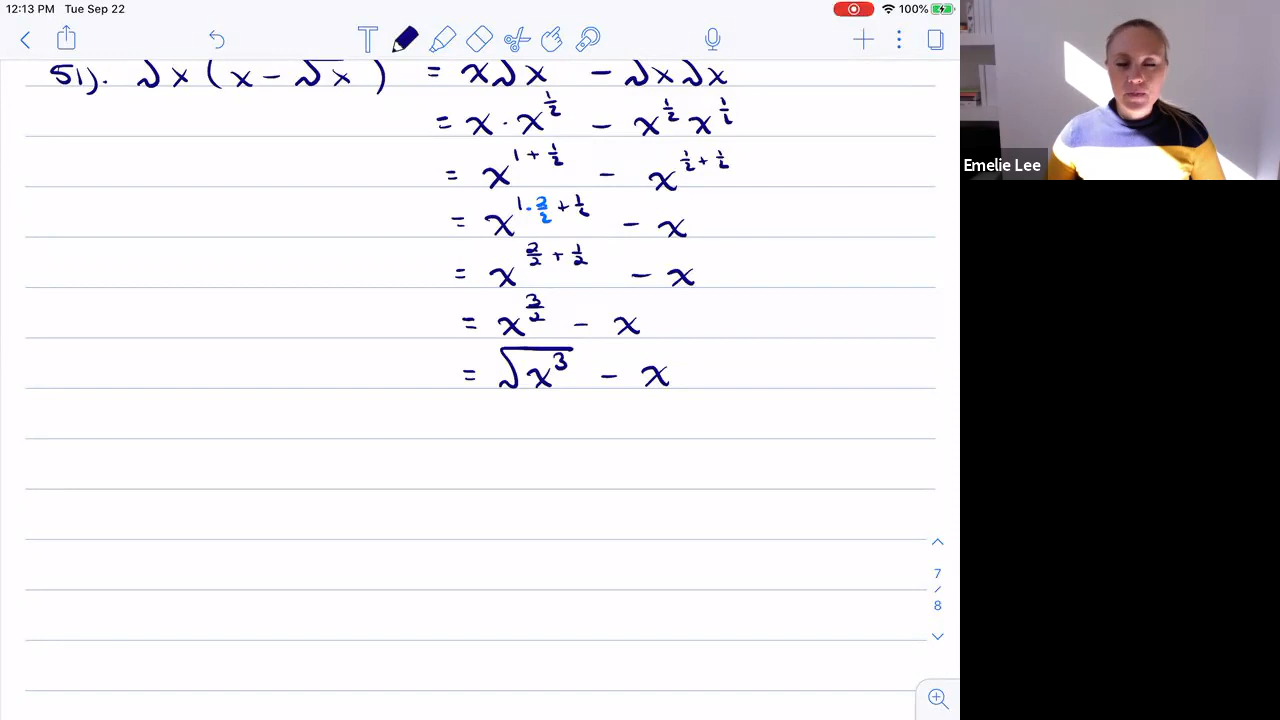 12:13 PM Tue Sep 22 100%
T
51). √x ( x - √x ) = x√x - √x√x
= x · x^{1/2} - x^{1/2} x^{1/2}
= x^{1 + 1/2} - x^{1/2 + 1/2}
= x^{1 · 2/2 + 1/2} - x
= x^{2/2 + 1/2} - x
= x^{3/2} - x
= √x³ - x
7
/
8
Emelie Lee